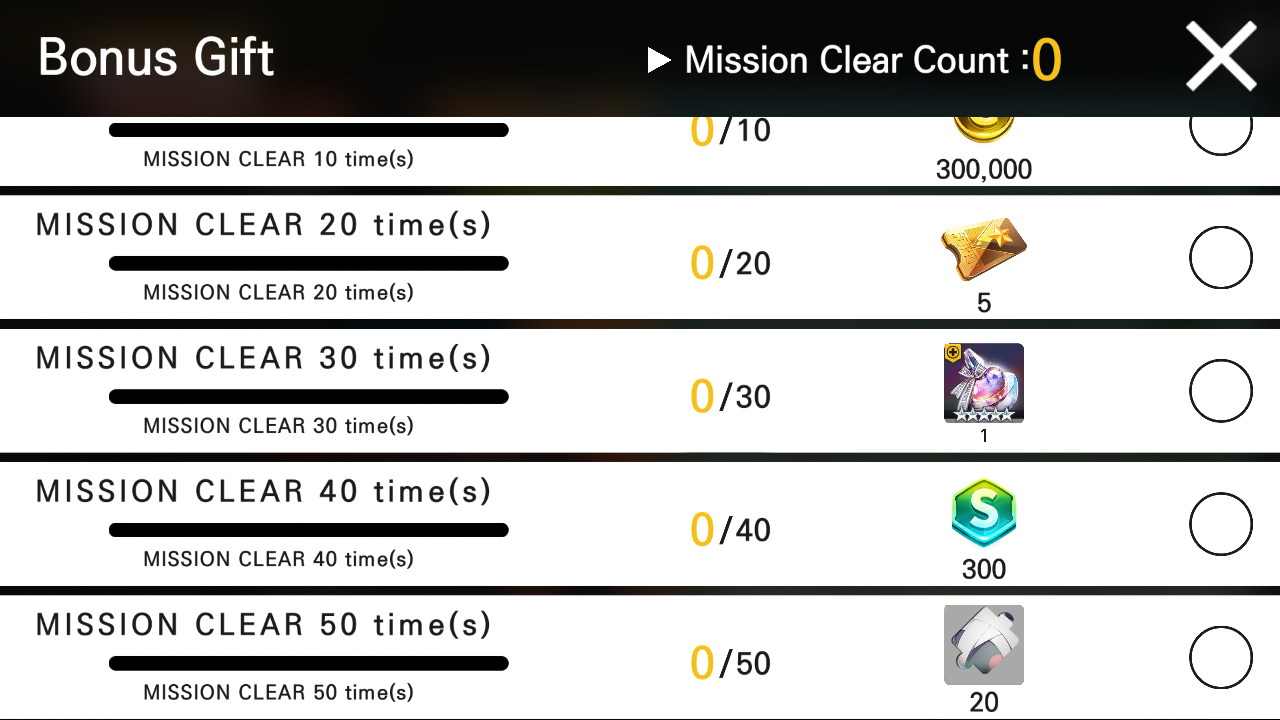 Bonus Gift
▶ Mission Clear Count :0
0/10
MISSION CLEAR 10 time(s)
300,000
MISSION CLEAR 20 time(s)
0/20
MISSION CLEAR 20 time(s)
5
MISSION CLEAR 30 time(s)
0/30
MISSION CLEAR 30 time(s)
1
MISSION CLEAR 40 time(s)
S
0/40
MISSION CLEAR 40 time(s)
300
MISSION CLEAR 50 time(s)
0/50
MISSION CLEAR 50 time(s)
20